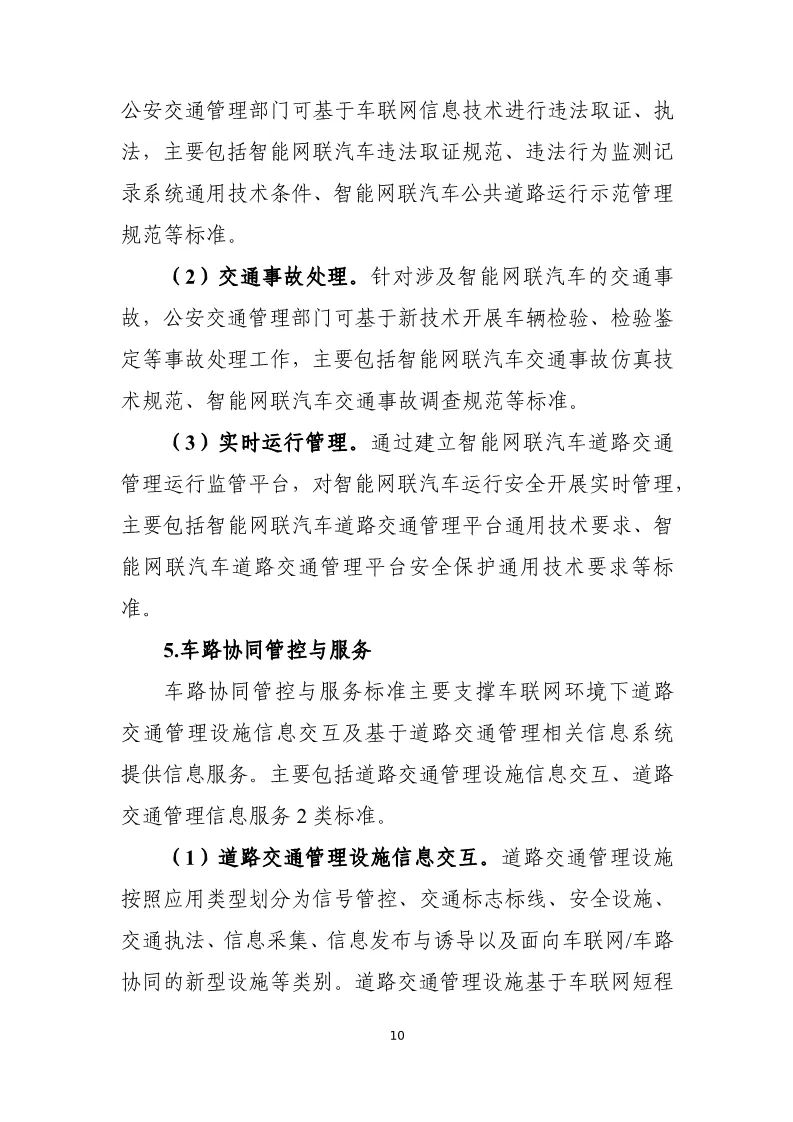 公安交通管理部门可基于车联网信息技术进行违法取证、执
法，主要包括智能网联汽车违法取证规范、违法行为监测记
录系统通用技术条件、智能网联汽车公共道路运行示范管理
规范等标准。
（2）交通事故处理。针对涉及智能网联汽车的交通事
故，公安交通管理部门可基于新技术开展车辆检验、检验鉴
定等事故处理工作，主要包括智能网联汽车交通事故仿真技
术规范、智能网联汽车交通事故调查规范等标准。
（3）实时运行管理。通过建立智能网联汽车道路交通
管理运行监管平台，对智能网联汽车运行安全开展实时管理，
主要包括智能网联汽车道路交通管理平台通用技术要求、智
能网联汽车道路交通管理平台安全保护通用技术要求等标
准。
5.车路协同管控与服务
车路协同管控与服务标准主要支撑车联网环境下道路
交通管理设施信息交互及基于道路交通管理相关信息系统
提供信息服务。主要包括道路交通管理设施信息交互、道路
交通管理信息服务 2 类标准。
（1）道路交通管理设施信息交互。道路交通管理设施
按照应用类型划分为信号管控、交通标志标线、安全设施、
交通执法、信息采集、信息发布与诱导以及面向车联网/车路
协同的新型设施等类别。道路交通管理设施基于车联网短程
10